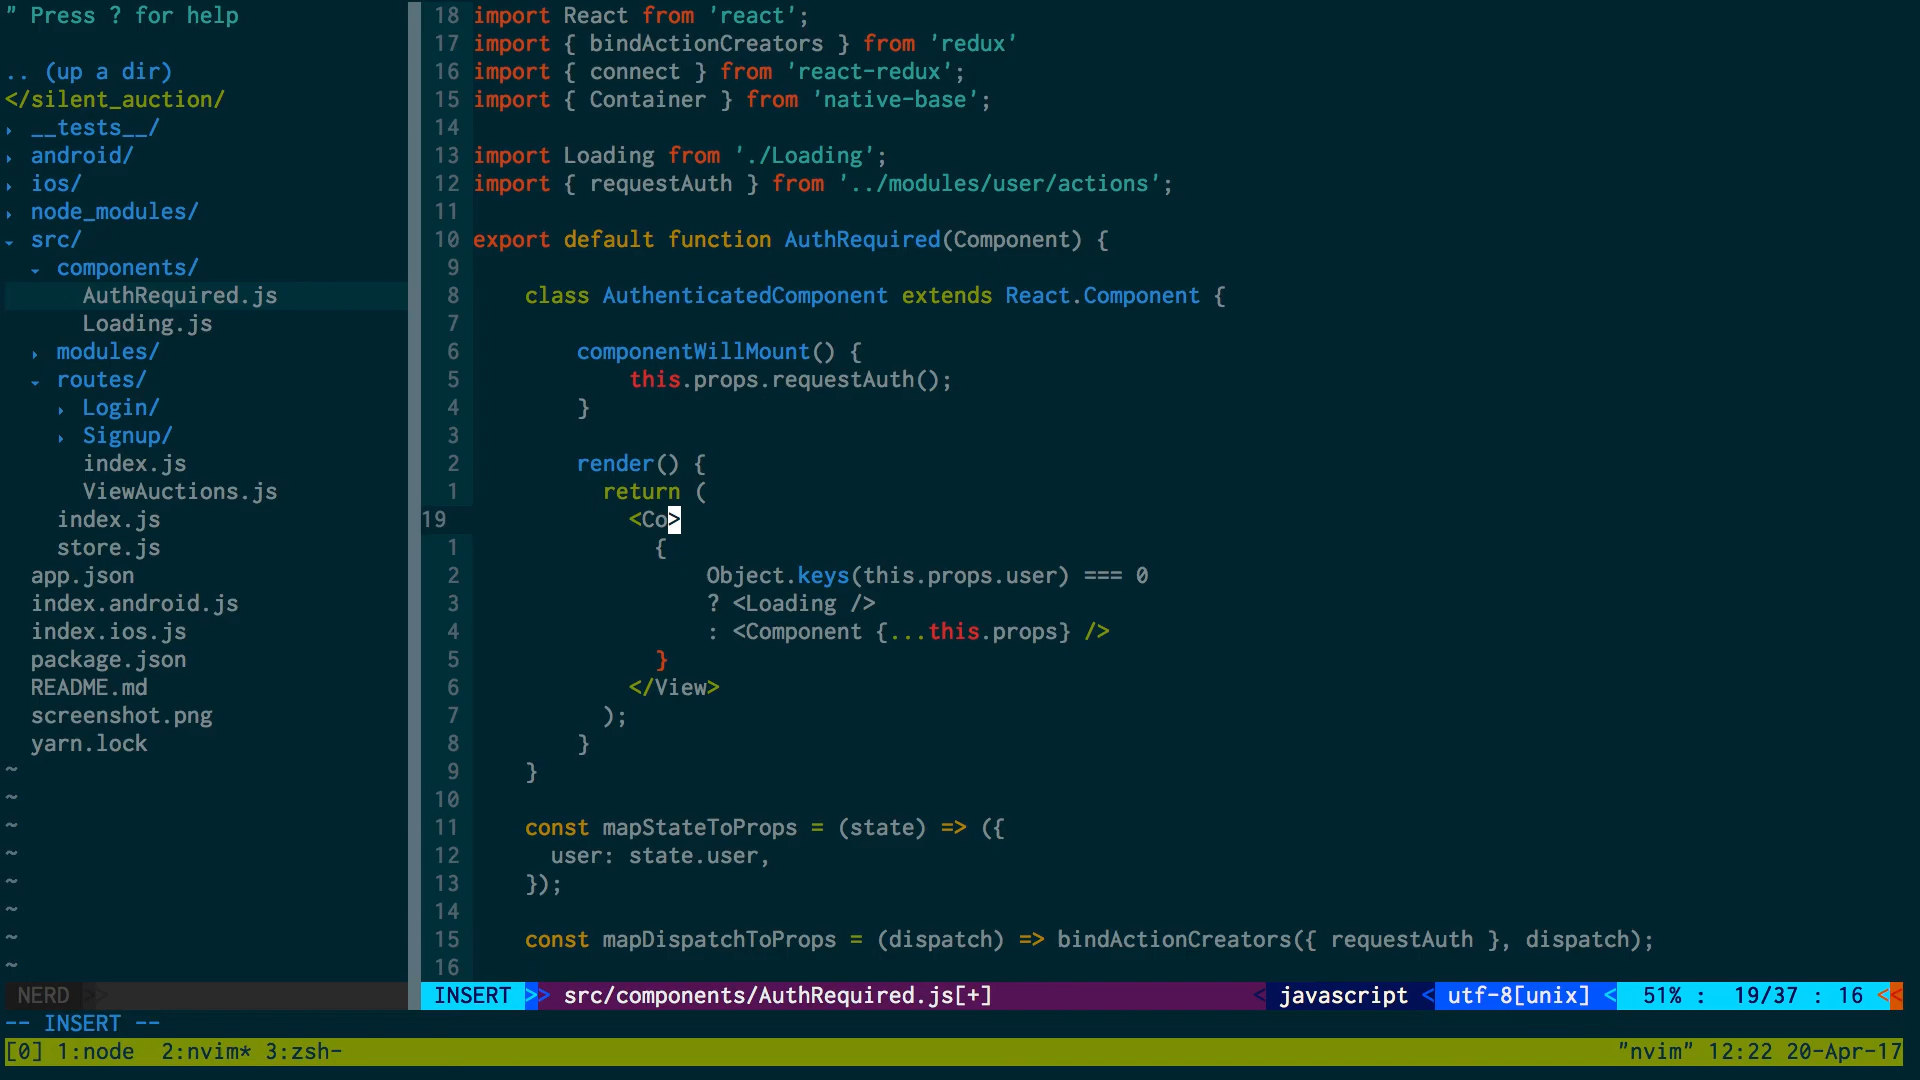 " Press ? for help
.. (up a dir)
</silent_auction/
▸ __tests__/
▸ android/
▸ ios/
▸ node_modules/
▾ src/
▾ components/
AuthRequired.js
Loading.js
▸ modules/
▾ routes/
▸ Login/
▸ Signup/
index.js
ViewAuctions.js
index.js
store.js
app.json
index.android.js
index.ios.js
package.json
README.md
screenshot.png
yarn.lock
~
~
~
~
~
~
~
~
NERD >>
18 import React from 'react';
17 import { bindActionCreators } from 'redux'
16 import { connect } from 'react-redux';
15 import { Container } from 'native-base';
14
13 import Loading from './Loading';
12 import { requestAuth } from '../modules/user/actions';
11
10 export default function AuthRequired(Component) {
9
8     class AuthenticatedComponent extends React.Component {
7
6         componentWillMount() {
5             this.props.requestAuth();
4         }
3
2         render() {
1           return (
19            <Co>
1               {
2                   Object.keys(this.props.user) === 0
3                   ? <Loading />
4                   : <Component {...this.props} />
5               }
6             </View>
7           );
8         }
9     }
10
11    const mapStateToProps = (state) => ({
12      user: state.user,
13    });
14
15    const mapDispatchToProps = (dispatch) => bindActionCreators({ requestAuth }, dispatch);
16
INSERT >> src/components/AuthRequired.js[+] < javascript < utf-8[unix] < 51% : 19/37 : 16 <<
-- INSERT --
[0] 1:node 2:nvim* 3:zsh- "nvim" 12:22 20-Apr-17